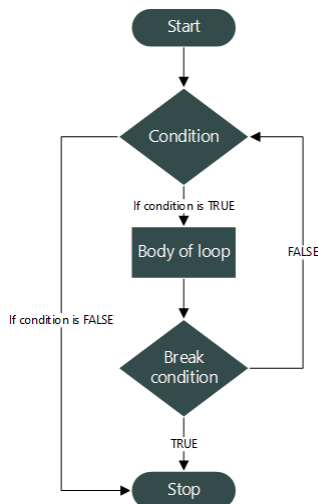 Start
Condition
If condition is TRUE
Body of loop
FALSE
If condition is FALSE
Break
condition
TRUE
Stop